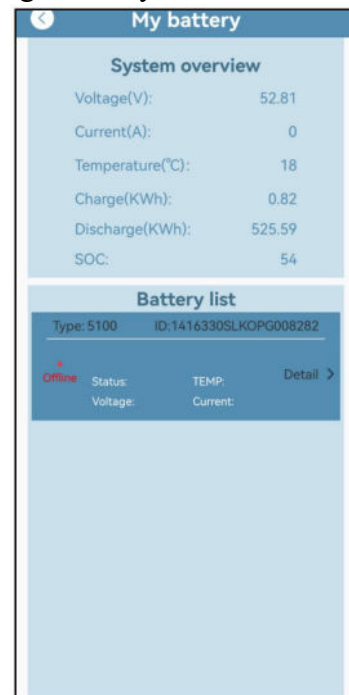 My battery
System overview
Voltage(V): 52.81
Current(A): 0
Temperature(℃): 18
Charge(KWh): 0.82
Discharge(KWh): 525.59
SOC: 54
Battery list
Type: 5100 ID:1416330SLKOPG008282
Offline Status: TEMP: Detail >
Voltage: Current: